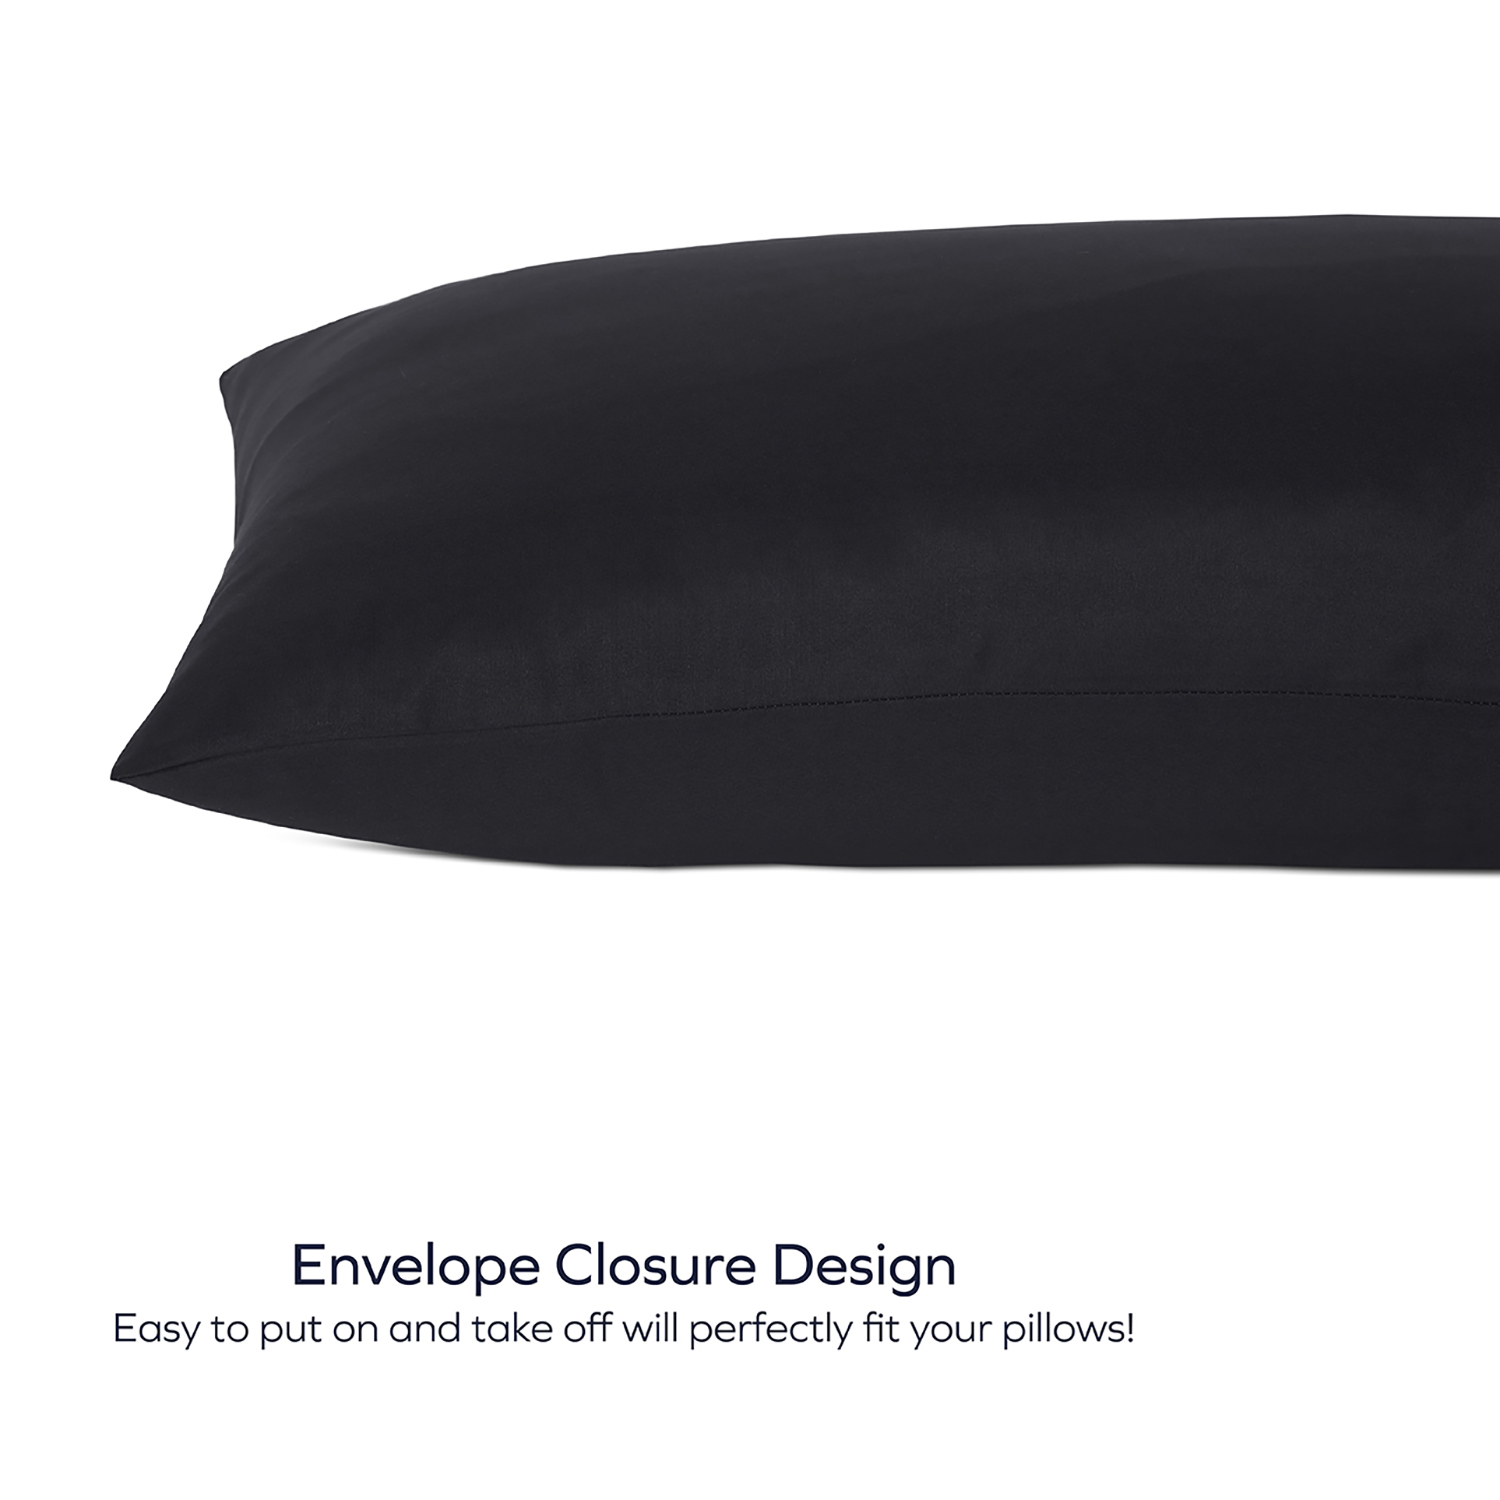 Envelope Closure Design
Easy to put on and take off will perfectly fit your pillows!